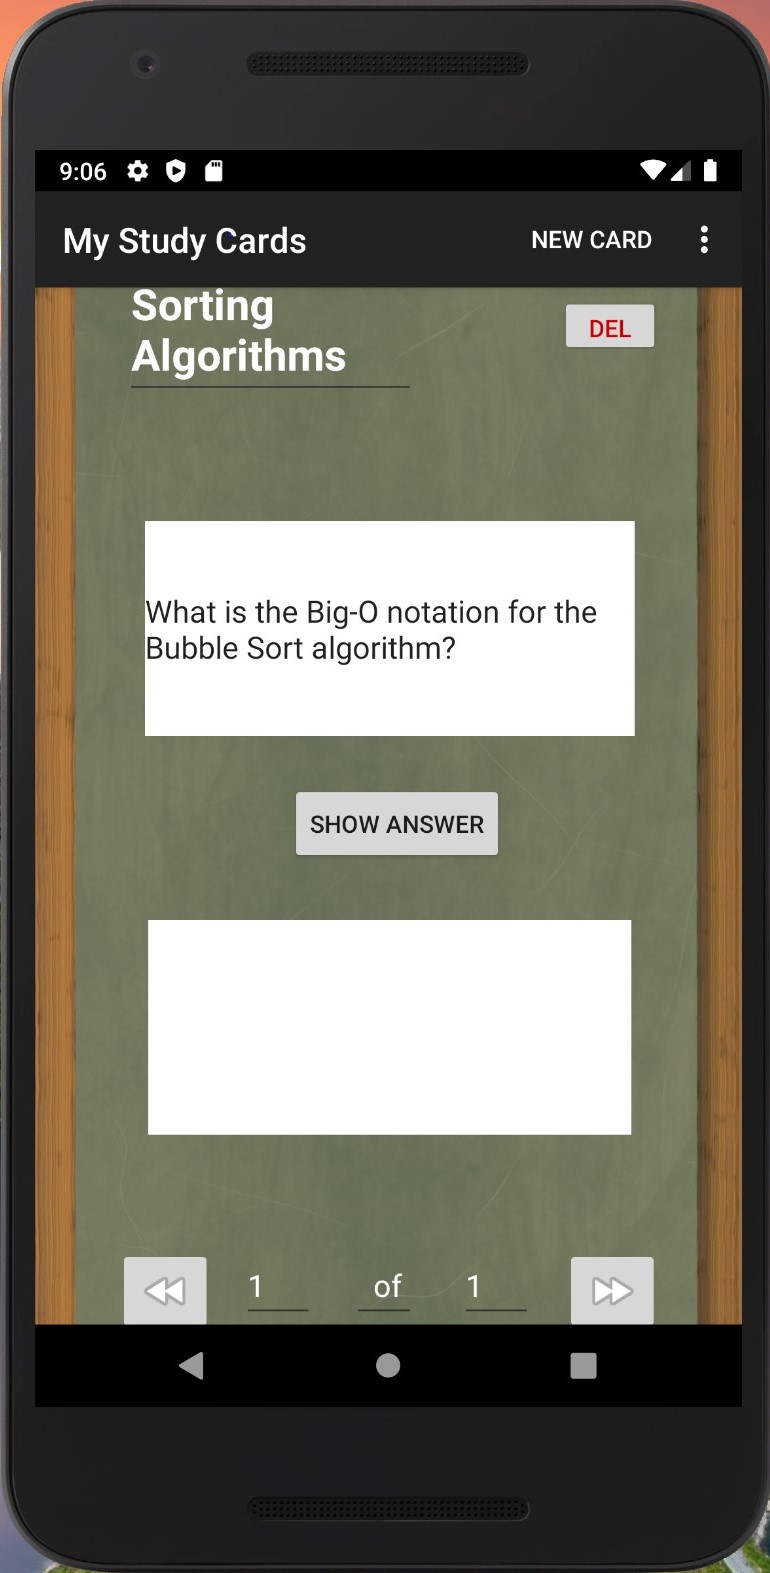 9:06
My Study Cards
NEW CARD
Sorting
Algorithms
DEL
What is the Big-O notation for the
Bubble Sort algorithm?
SHOW ANSWER
1 of 1